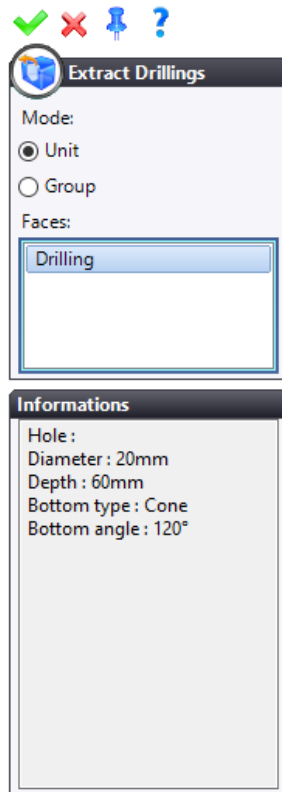 ?
Extract Drillings
Mode:
Unit
Group
Faces:
Drilling
Informations
Hole :
Diameter : 20mm
Depth : 60mm
Bottom type : Cone
Bottom angle : 120°